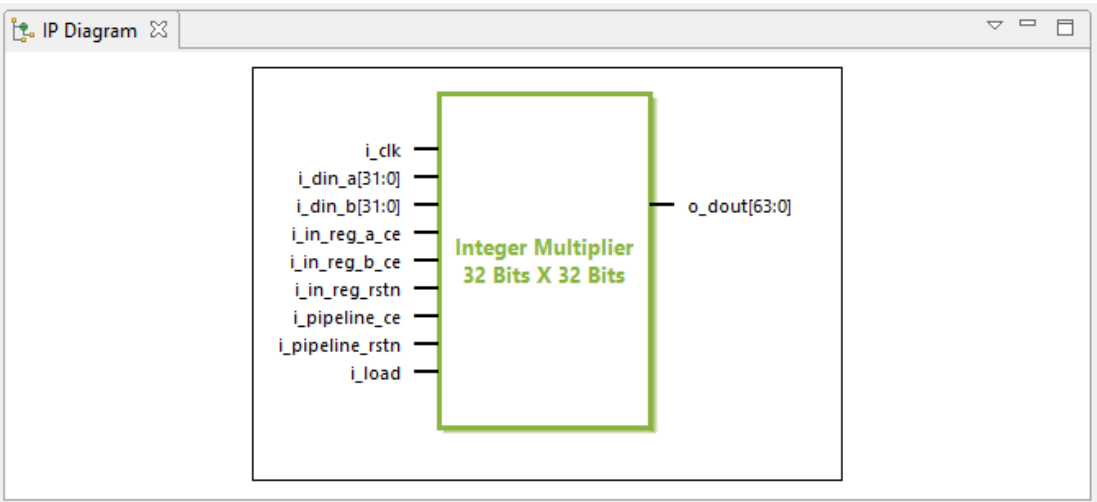 IP Diagram
i_clk
i_din_a[31:0]
i_din_b[31:0]
i_in_reg_a_ce
i_in_reg_b_ce
i_in_reg_rstn
i_pipeline_ce
i_pipeline_rstn
i_load
Integer Multiplier
32 Bits X 32 Bits
o_dout[63:0]